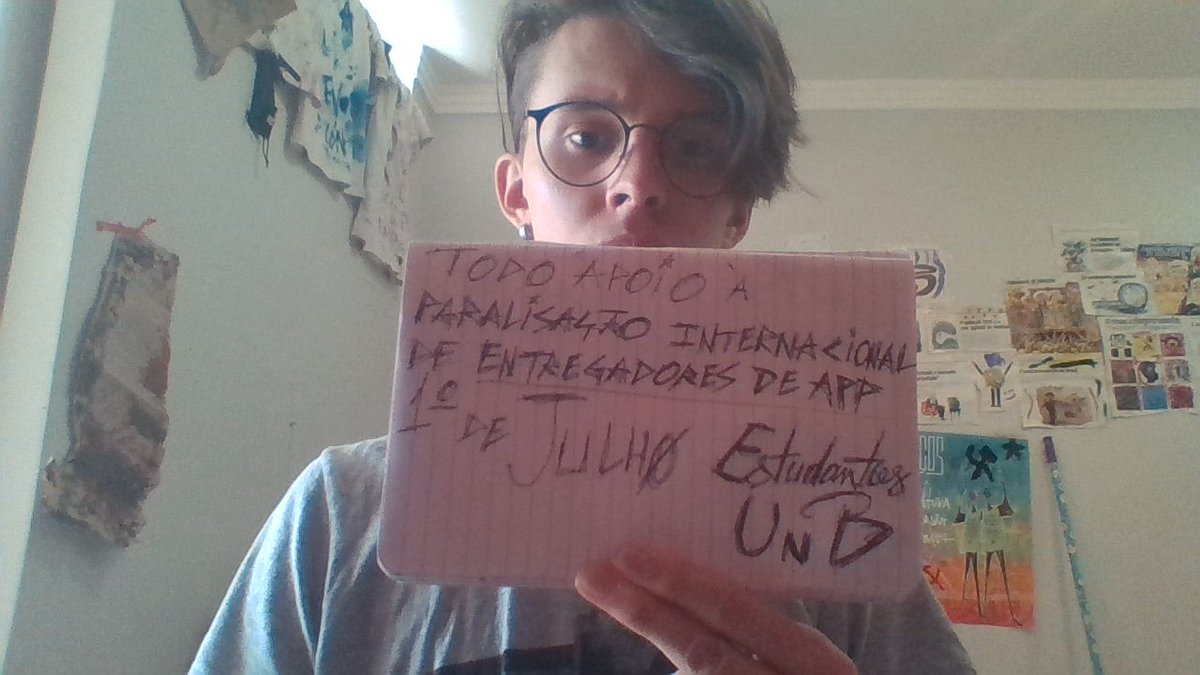 TODO APOIO À
PARALISAÇÃO INTERNACIONAL
DE ENTREGADORES DE APP
1º DE JULHO Estudantes
UnB